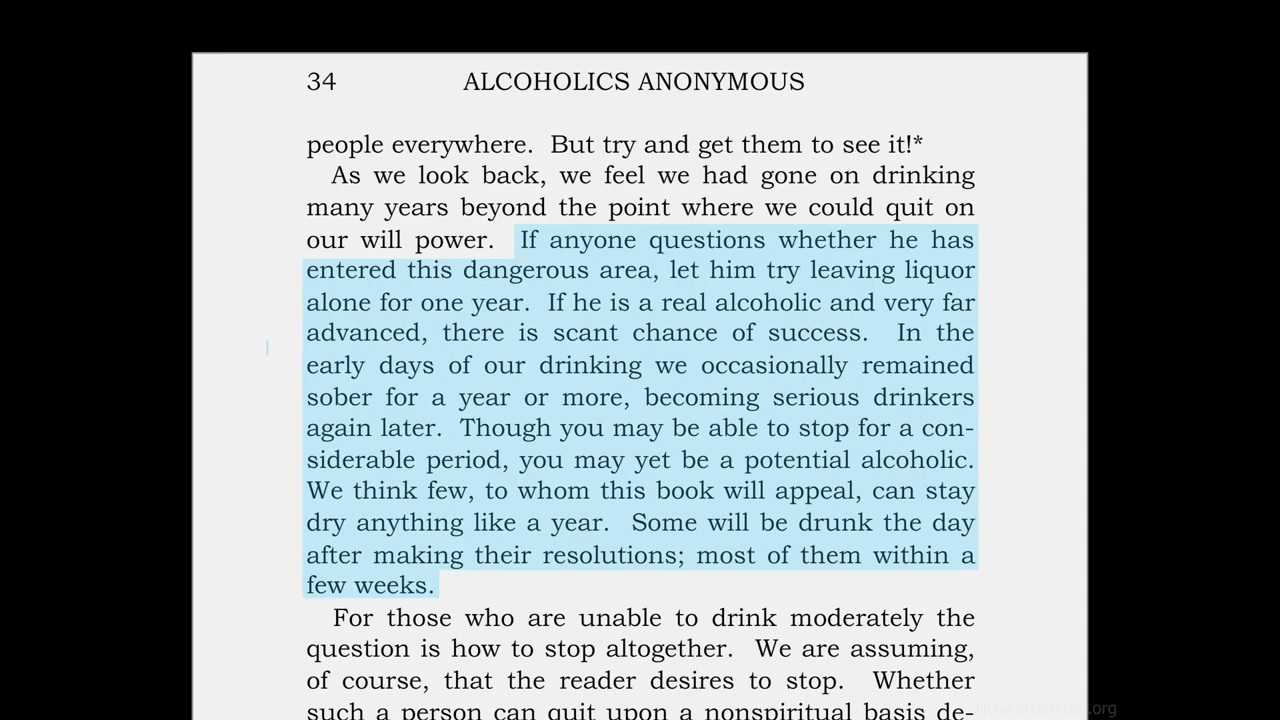 34 ALCOHOLICS ANONYMOUS
people everywhere. But try and get them to see it!*
As we look back, we feel we had gone on drinking
many years beyond the point where we could quit on
our will power. If anyone questions whether he has
entered this dangerous area, let him try leaving liquor
alone for one year. If he is a real alcoholic and very far
advanced, there is scant chance of success. In the
early days of our drinking we occasionally remained
sober for a year or more, becoming serious drinkers
again later. Though you may be able to stop for a con-
siderable period, you may yet be a potential alcoholic.
We think few, to whom this book will appeal, can stay
dry anything like a year. Some will be drunk the day
after making their resolutions; most of them within a
few weeks.
For those who are unable to drink moderately the
question is how to stop altogether. We are assuming,
of course, that the reader desires to stop. Whether
such a person can quit upon a nonspiritual basis de-